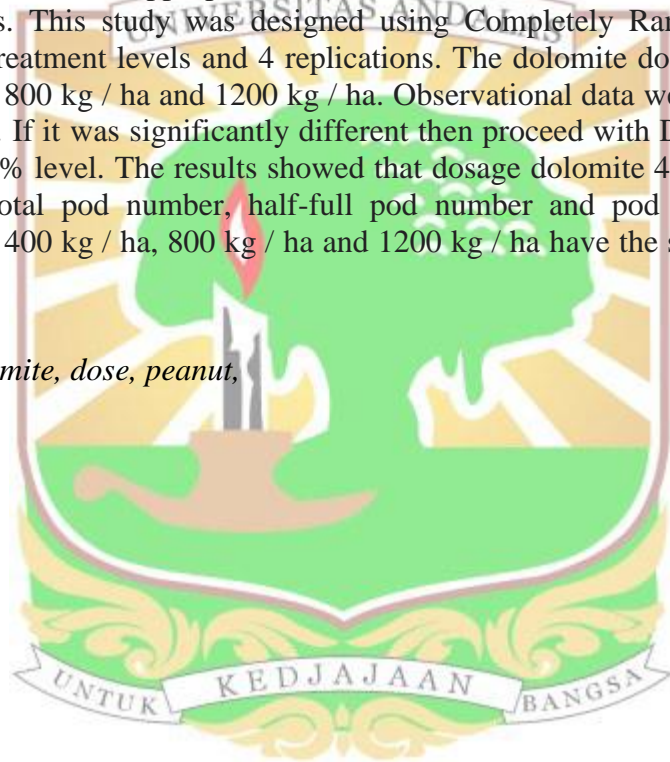 s. This study was designed using Completely Ran
UNIVERSITAS ANDALAS
reatment levels and 4 replications. The dolomite do
800 kg / ha and 1200 kg / ha. Observational data we
. If it was significantly different then proceed with D
% level. The results showed that dosage dolomite 4
otal pod number, half-full pod number and pod
400 kg / ha, 800 kg / ha and 1200 kg / ha have the s
mite, dose, peanut,
UNTUK KEDJAJAAN BANGSA